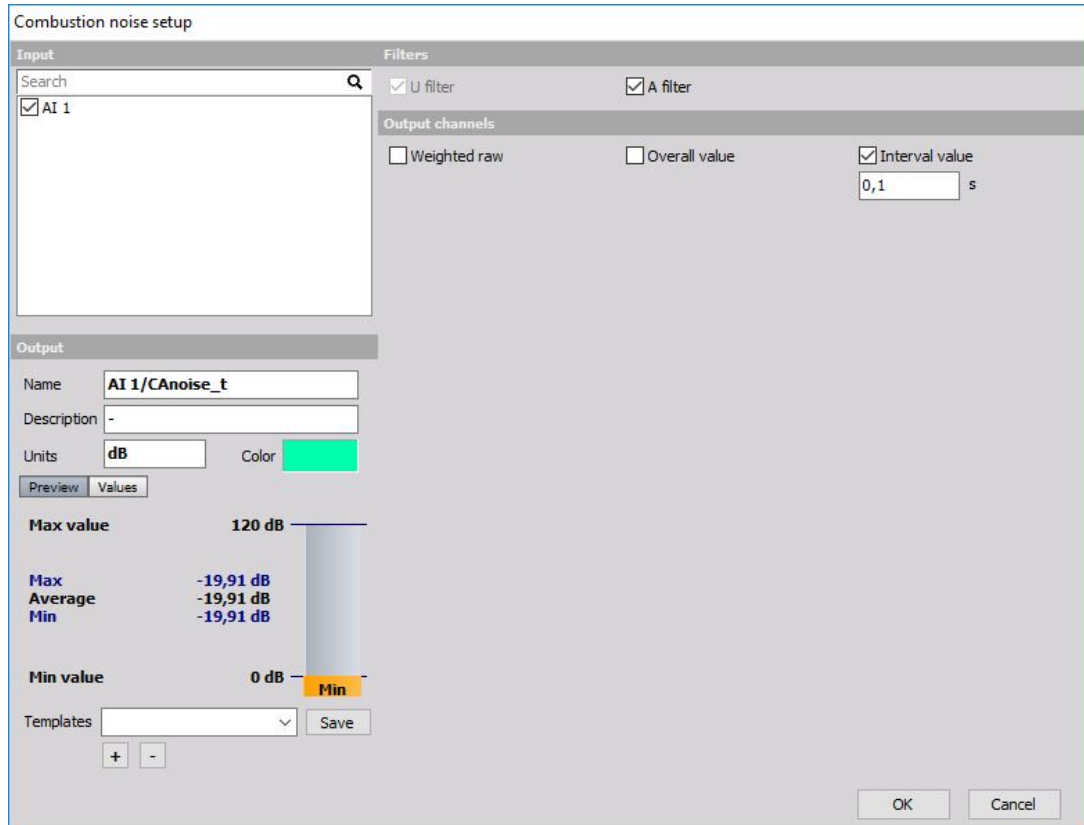 Combustion noise setup
Input
Search
AI 1
Filters
U filter
A filter
Output channels
Weighted raw
Overall value
Interval value
0,1 s
Output
Name AI 1/CAnoise_t
Description -
Units dB Color
Preview Values
Max value 120 dB
Max -19,91 dB
Average -19,91 dB
Min -19,91 dB
Min value 0 dB
Min
Templates Save
+ -
OK Cancel